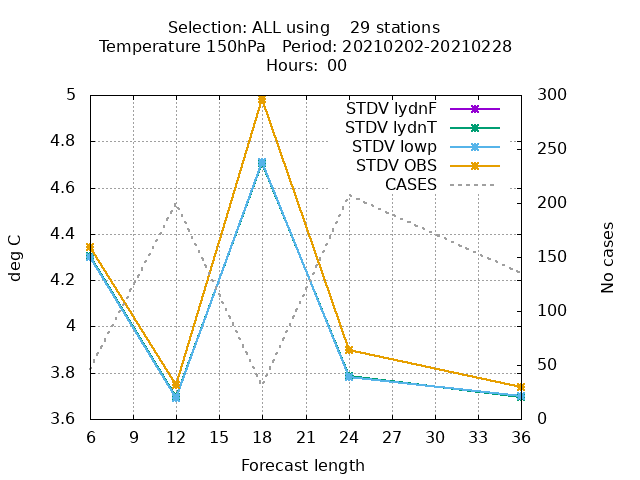 Selection: ALL using    29 stations
Temperature 150hPa   Period: 20210202-20210228
Hours: 00
STDV lydnF
STDV lydnT
STDV lowp
STDV OBS
CASES
deg C
5
4.8
4.6
4.4
4.2
4
3.8
3.6
300
250
200
150
100
50
0
No cases
6 9 12 15 18 21 24 27 30 33 36
Forecast length